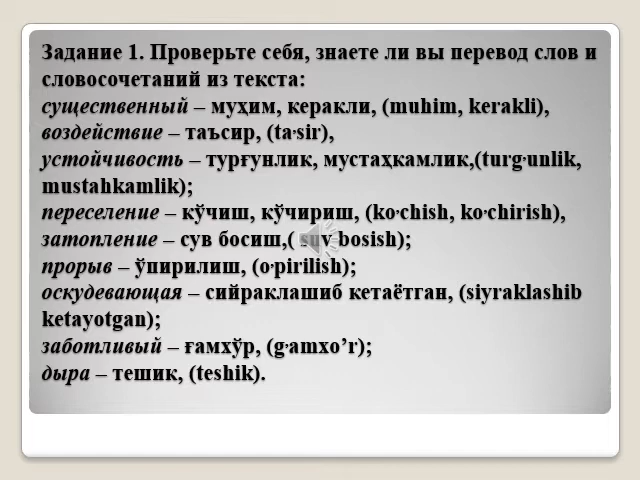 Задание 1. Проверьте себя, знаете ли вы перевод слов и
словосочетаний из текста:
существенный – муҳим, керакли, (muhim, kerakli),
воздействие – таъсир, (ta,sir),
устойчивость – турғунлик, мустаҳкамлик,(turg,unlik,
mustahkamlik);
переселение – кўчиш, кўчириш, (ko,chish, ko,chirish),
затопление – сув босиш,( suv bosish);
прорыв – ўпирилиш, (o,pirilish);
оскудевающая – сийраклашиб кетаётган, (siyraklashib
ketayotgan);
заботливый – ғамхўр, (g,amxo’r);
дыра – тешик, (teshik).